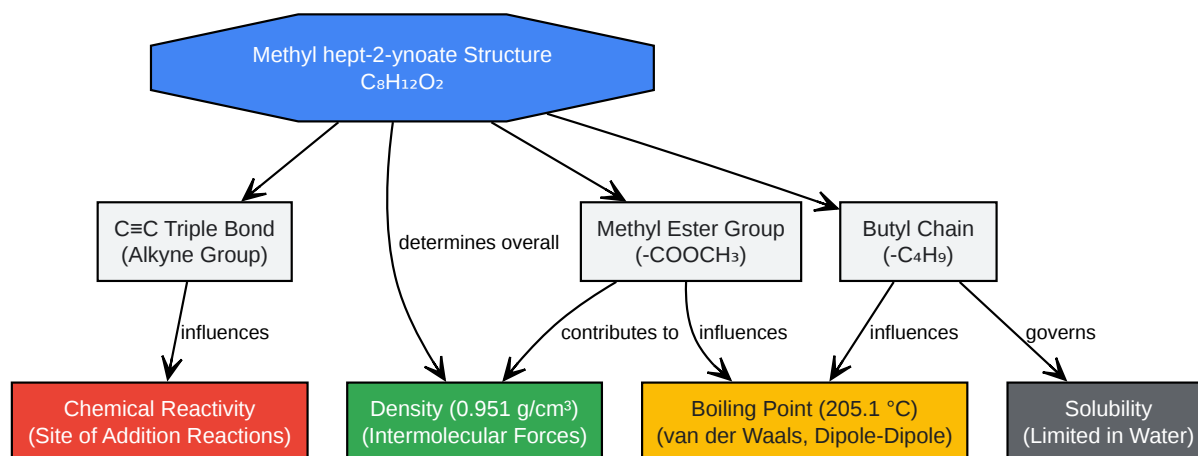 Methyl hept-2-ynoate Structure
C₈H₁₂O₂
C≡C Triple Bond
(Alkyne Group)
determines overall
Methyl Ester Group
(-COOCH₃)
Butyl Chain
(-C₄H₉)
influences
contributes to
influences
influences
governs
Chemical Reactivity
(Site of Addition Reactions)
Density (0.951 g/cm³)
(Intermolecular Forces)
Boiling Point (205.1 °C)
(van der Waals, Dipole-Dipole)
Solubility
(Limited in Water)